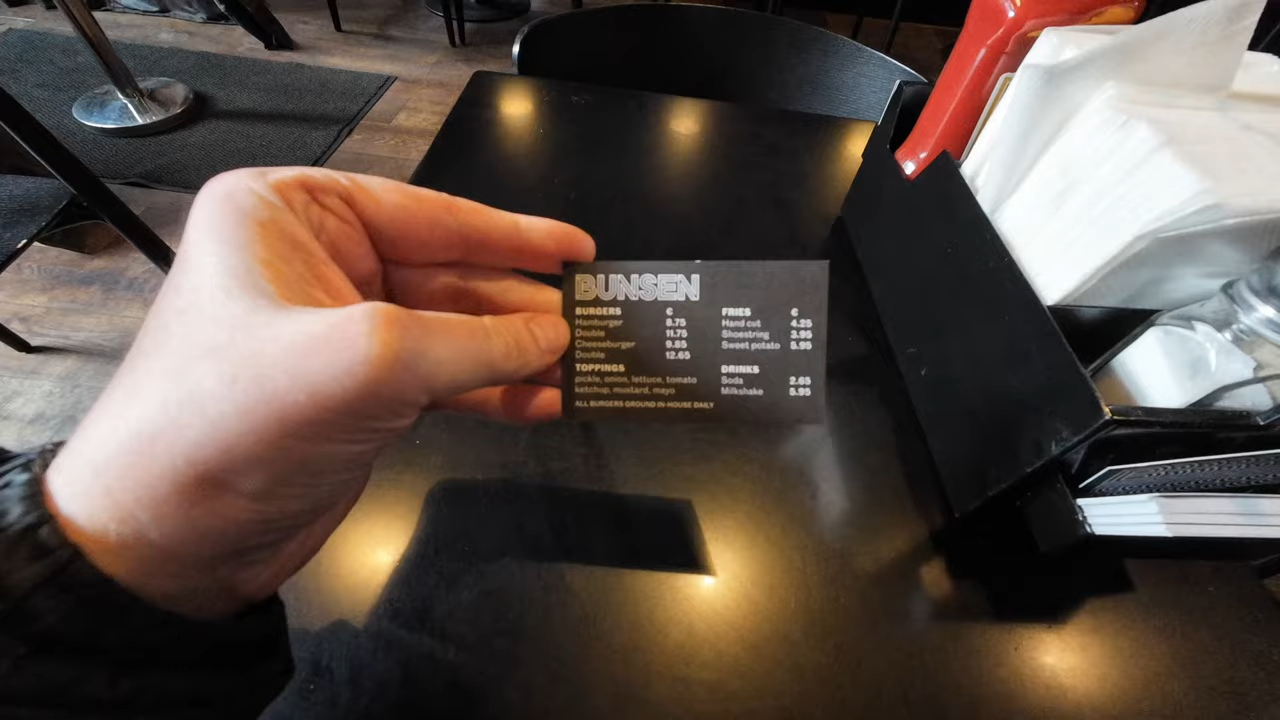 BUNSEN
BURGERS €
Hamburger 8.75
Double 11.75
Cheeseburger 9.85
Double 12.65
TOPPINGS
pickle, onion, lettuce, tomato
ketchup, mustard, mayo
ALL BURGERS GROUND IN-HOUSE DAILY
FRIES €
Hand cut 4.25
Shoestring 3.95
Sweet potato 5.95
DRINKS
Soda 2.65
Milkshake 5.95